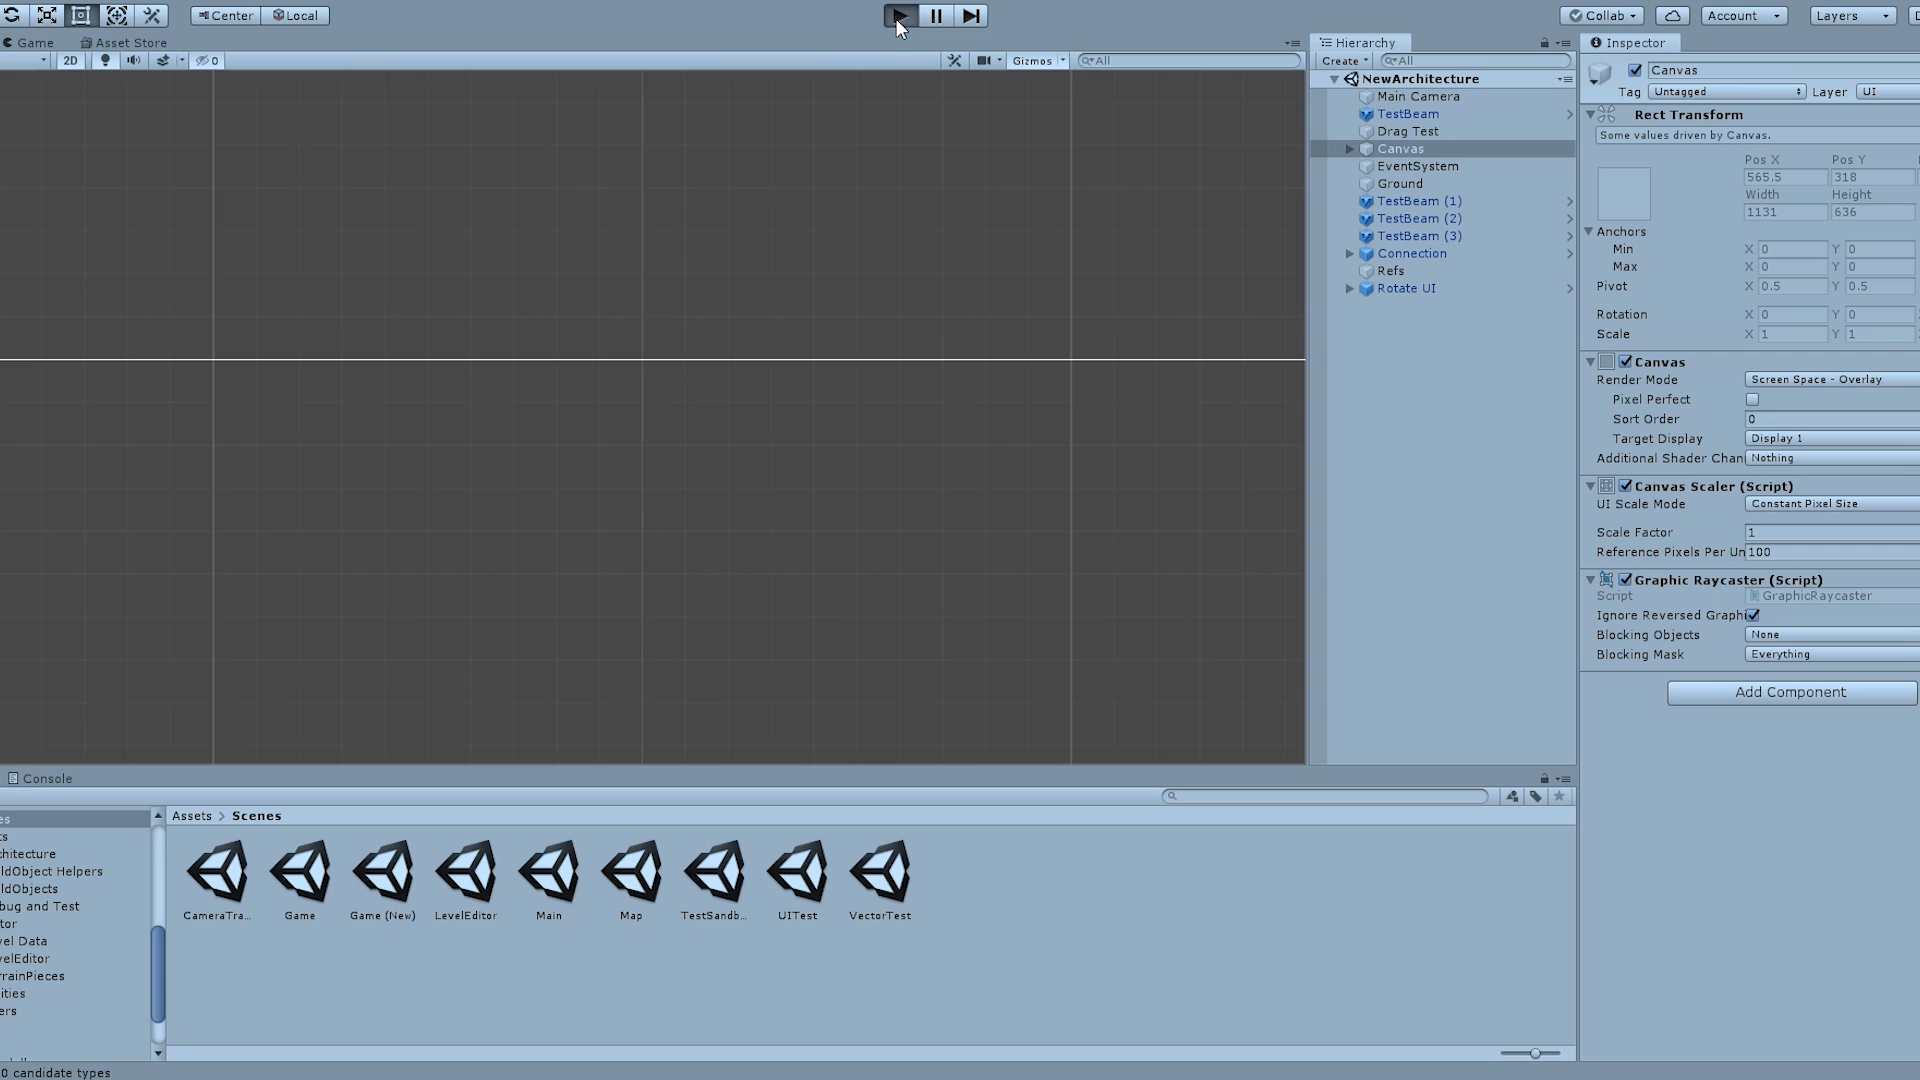 Center
Local
Collab
Account
Layers
Game
Asset Store
Hierarchy
Inspector
2D
0
Gizmos
All
Create
All
NewArchitecture
Main Camera
TestBeam
Drag Test
Canvas
EventSystem
Ground
TestBeam (1)
TestBeam (2)
TestBeam (3)
Connection
Refs
Rotate UI
Canvas
Tag Untagged Layer UI
Rect Transform
Some values driven by Canvas.
Pos X Pos Y
565.5 318
Width Height
1131 636
Anchors
Min X 0 Y 0
Max X 0 Y 0
Pivot X 0.5 Y 0.5
Rotation X 0 Y 0
Scale X 1 Y 1
Canvas
Render Mode Screen Space - Overlay
Pixel Perfect
Sort Order 0
Target Display Display 1
Additional Shader Chan Nothing
Canvas Scaler (Script)
UI Scale Mode Constant Pixel Size
Scale Factor 1
Reference Pixels Per Un 100
Graphic Raycaster (Script)
Script GraphicRaycaster
Ignore Reversed Graphi
Blocking Objects None
Blocking Mask Everything
Add Component
Console
Assets > Scenes
es
ts
chitecture
ldObject Helpers
ldObjects
bug and Test
tor
vel Data
velEditor
rrainPieces
ities
ers
CameraTra...
Game
Game (New)
LevelEditor
Main
Map
TestSandb...
UITest
VectorTest
0 candidate types